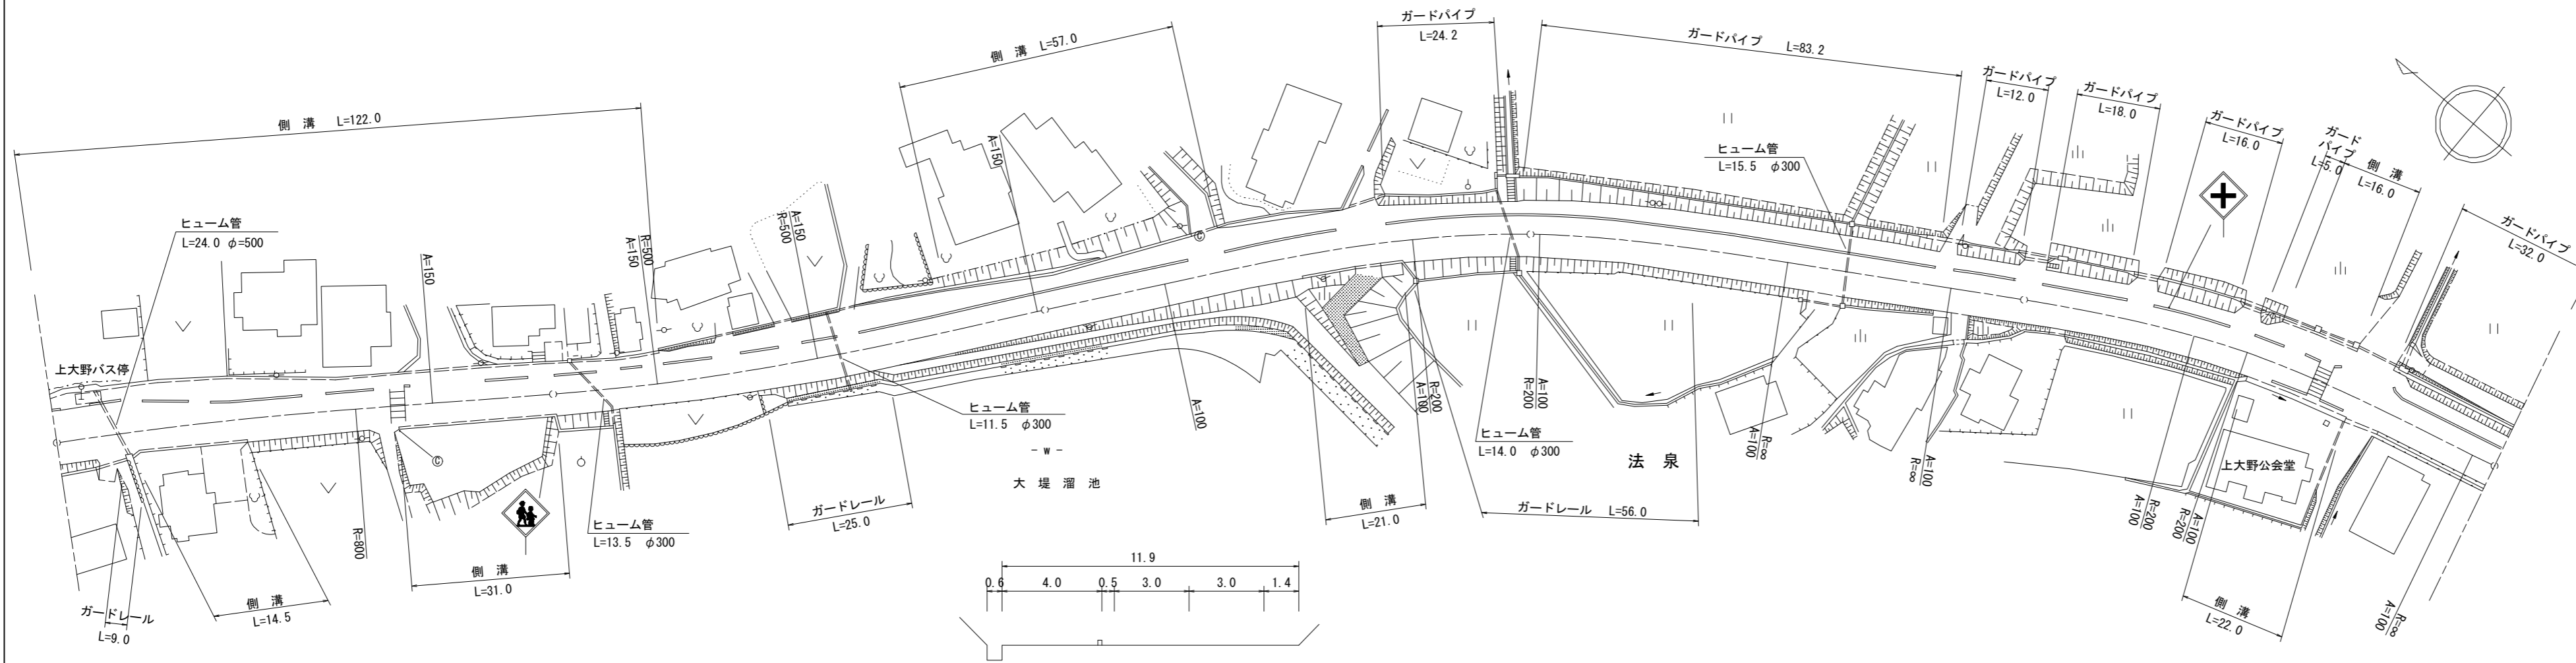 側 溝 L=122.0
側 溝 L=57.0
ガードパイプ
L=24.2
ガードパイプ L=83.2
ガードパイプ
L=12.0
ガードパイプ
L=18.0
ガードパイプ
L=16.0
ガード
パイプ
L=5.0
側 溝
L=16.0
ガードパイプ
L=32.0
ヒューム管
L=24.0 φ=500
ヒューム管
L=15.5 φ300
A=150
R=500
A=150
A=150
R=500
A=150
上大野バス停
R=800
ガードレール
L=9.0
側 溝
L=14.5
側 溝
L=31.0
ヒューム管
L=13.5 φ300
ガードレール
L=25.0
ヒューム管
L=11.5 φ300
- w -
大 堤 溜 池
A=100
R=200
A=100
A=100
R=200
ヒューム管
L=14.0 φ300
側 溝
L=21.0
ガードレール L=56.0
法 泉
R=∞
A=100
A=100
R=∞
R=200
A=100
A=100
R=200
上大野公会堂
側 溝
L=22.0
R=∞
A=100
11.9
0.6 4.0 0.5 3.0 3.0 1.4
C
C